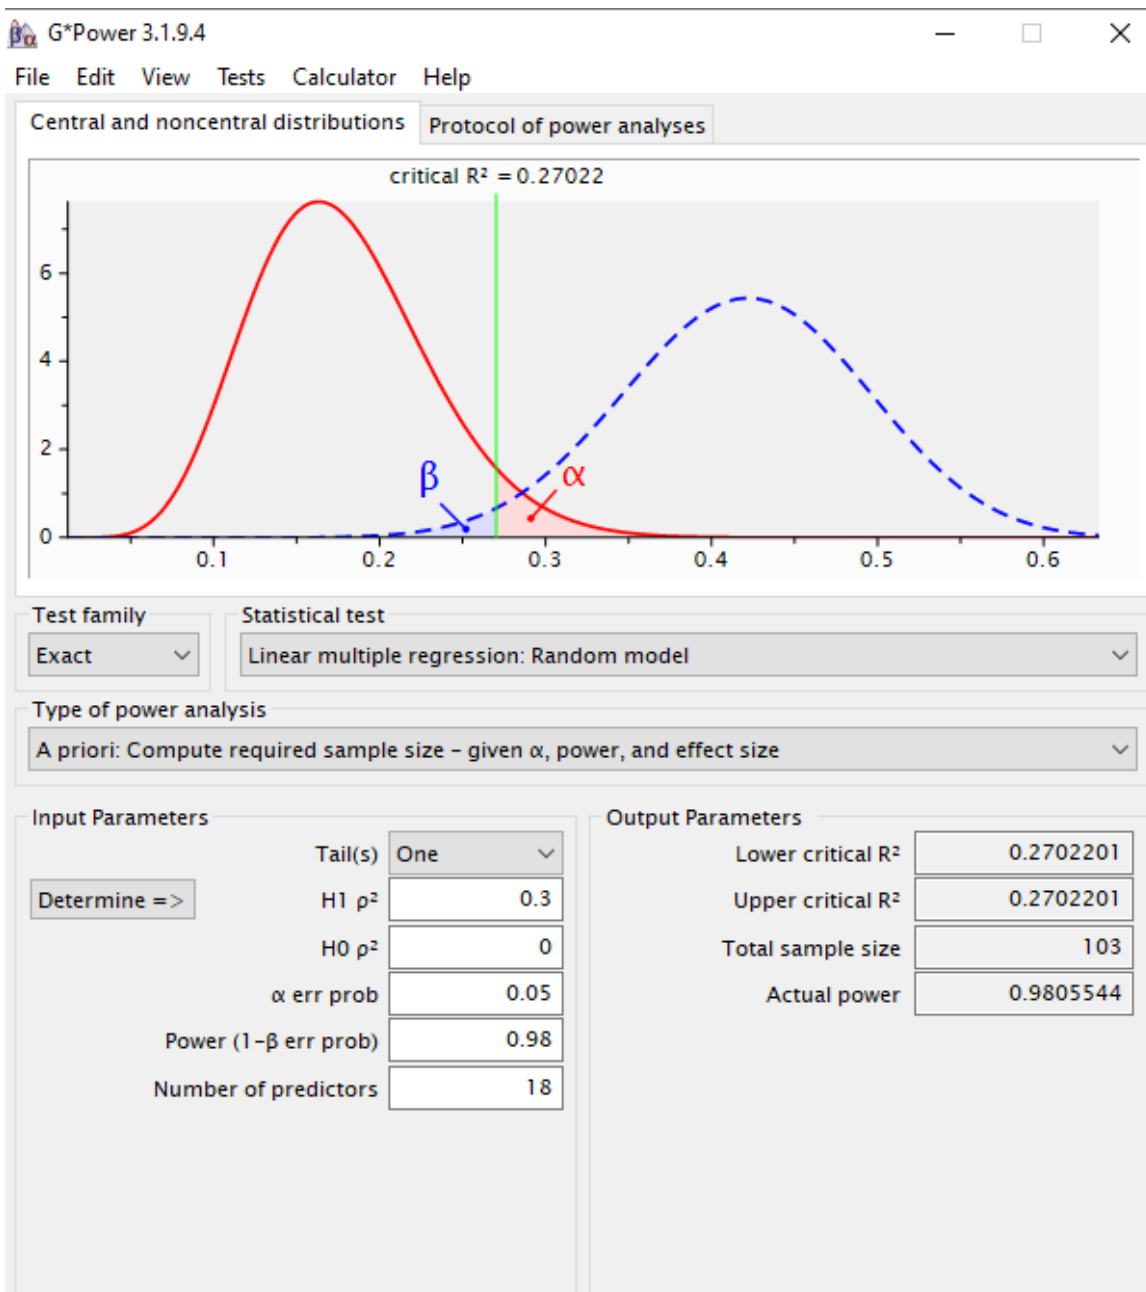 G*Power 3.1.9.4
File Edit View Tests Calculator Help
Central and noncentral distributions Protocol of power analyses
critical R² = 0.27022
6
4
2
0
β α
0.1 0.2 0.3 0.4 0.5 0.6
Test family Statistical test
Exact Linear multiple regression: Random model
Type of power analysis
A priori: Compute required sample size – given α, power, and effect size
Input Parameters Output Parameters
Tail(s) One Lower critical R² 0.2702201
Determine => H1 ρ² 0.3 Upper critical R² 0.2702201
H0 ρ² 0 Total sample size 103
α err prob 0.05 Actual power 0.9805544
Power (1–β err prob) 0.98
Number of predictors 18